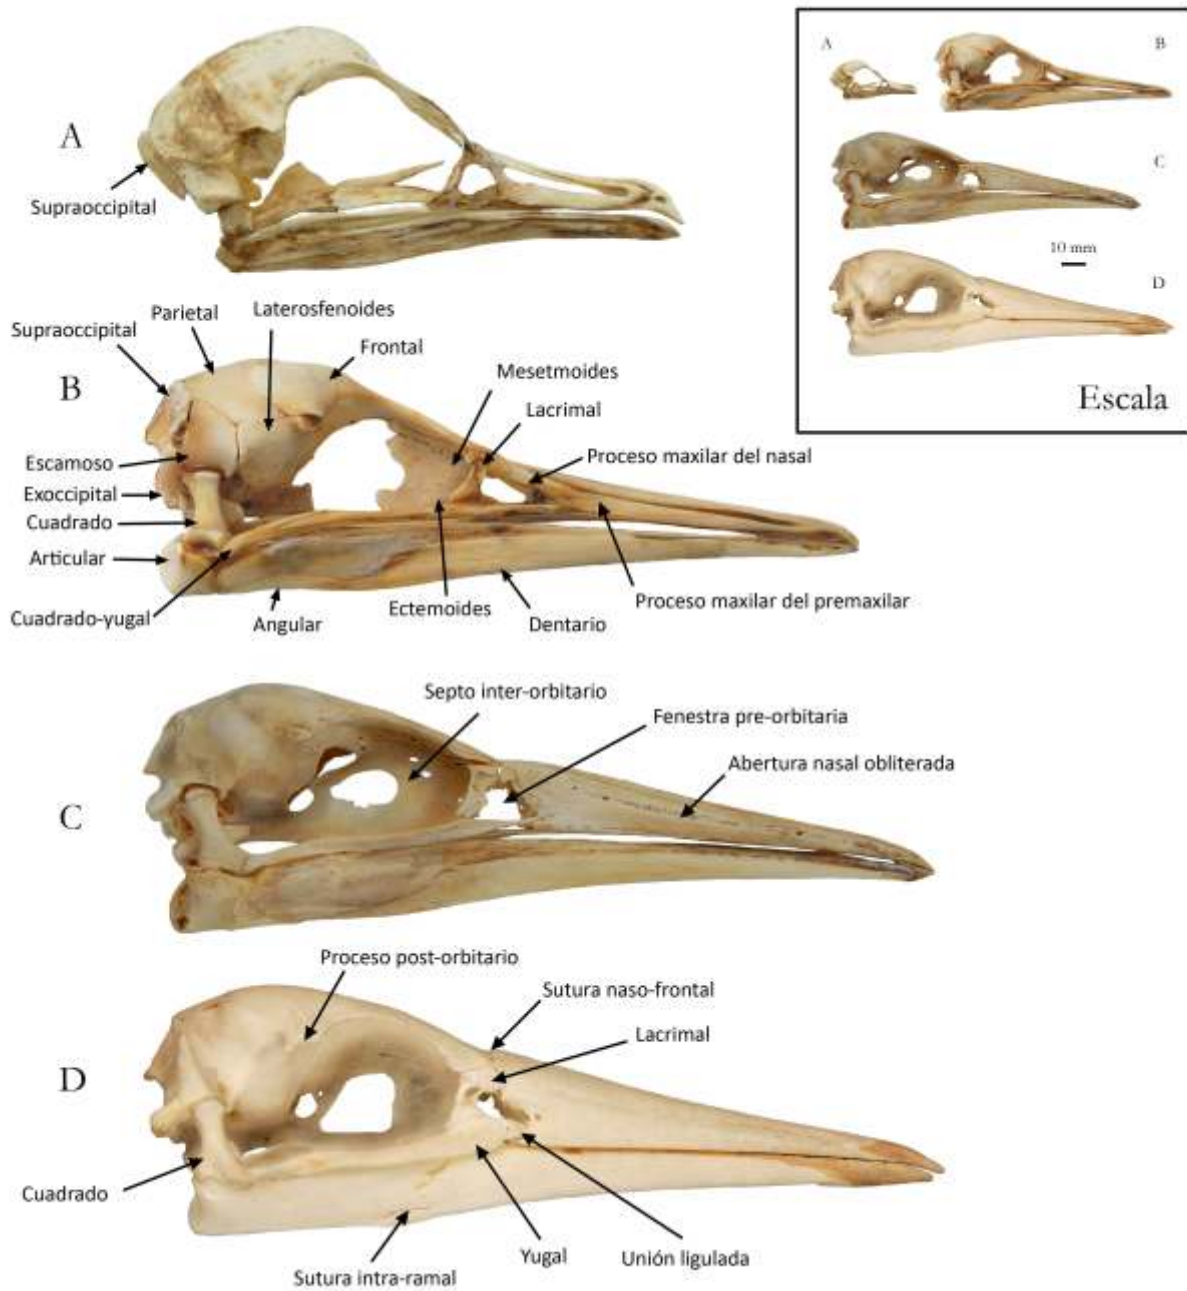 A
Supraoccipital
A
B
C
10 mm
D
Escala
Supraoccipital
Parietal
Laterosfenoides
Frontal
Mesetmoides
Lacrimal
Proceso maxilar del nasal
B
Escamoso
Exoccipital
Cuadrado
Articular
Cuadrado-yugal
Angular
Ectemoides
Dentario
Proceso maxilar del premaxilar
Septo inter-orbitario
Fenestra pre-orbitaria
Abertura nasal obliterada
C
Proceso post-orbitario
Sutura naso-frontal
Lacrimal
D
Cuadrado
Sutura intra-ramal
Yugal
Unión ligulada